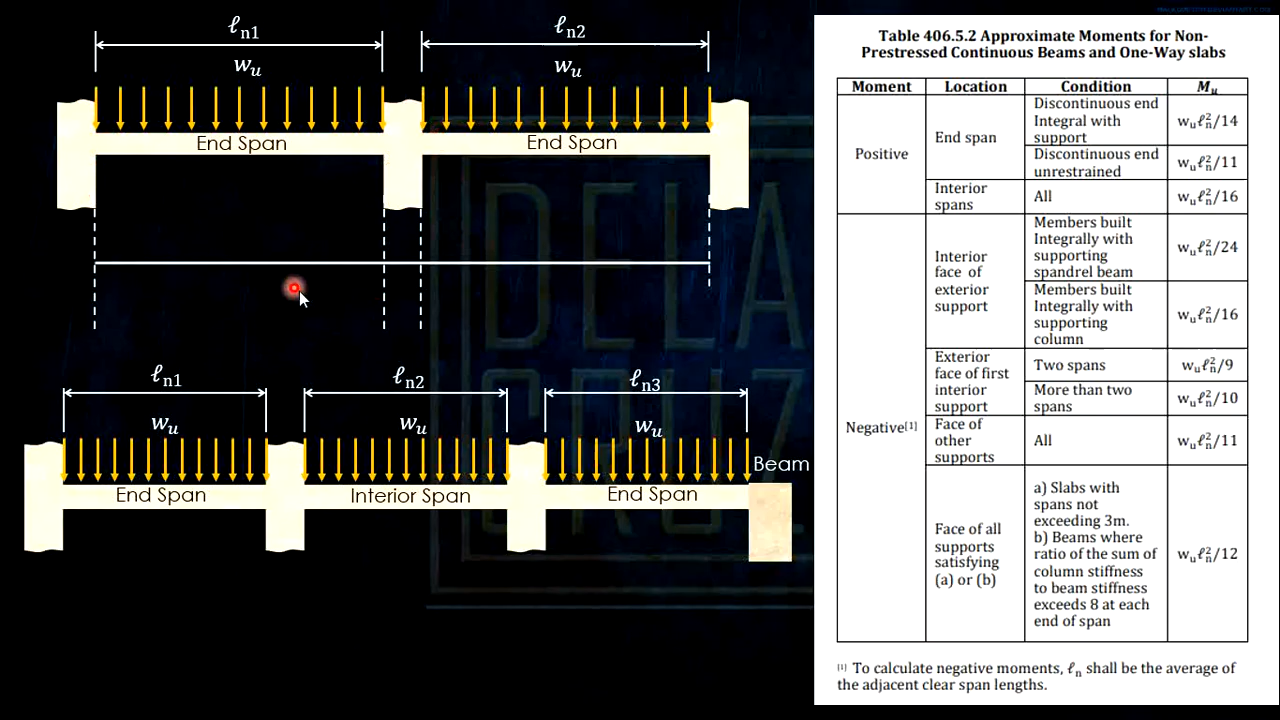 ℓn1
ℓn2
wu
wu
End Span
End Span
DELA
CRUZ
ℓn1
ℓn2
ℓn3
wu
wu
wu
Beam
End Span
Interior Span
End Span
Table 406.5.2 Approximate Moments for Non-
Prestressed Continuous Beams and One-Way slabs
Moment
Location
Condition
Mu
Positive
End span
Discontinuous end
Integral with
support
wuℓn²/14
Discontinuous end
unrestrained
wuℓn²/11
Interior
spans
All
wuℓn²/16
Negative[1]
Interior
face of
exterior
support
Members built
Integrally with
supporting
spandrel beam
wuℓn²/24
Members built
Integrally with
supporting
column
wuℓn²/16
Exterior
face of first
interior
support
Two spans
wuℓn²/9
More than two
spans
wuℓn²/10
Face of
other
supports
All
wuℓn²/11
Face of all
supports
satisfying
(a) or (b)
a) Slabs with
spans not
exceeding 3m.
b) Beams where
ratio of the sum of
column stiffness
to beam stiffness
exceeds 8 at each
end of span
wuℓn²/12
[1] To calculate negative moments, ℓn shall be the average of
the adjacent clear span lengths.